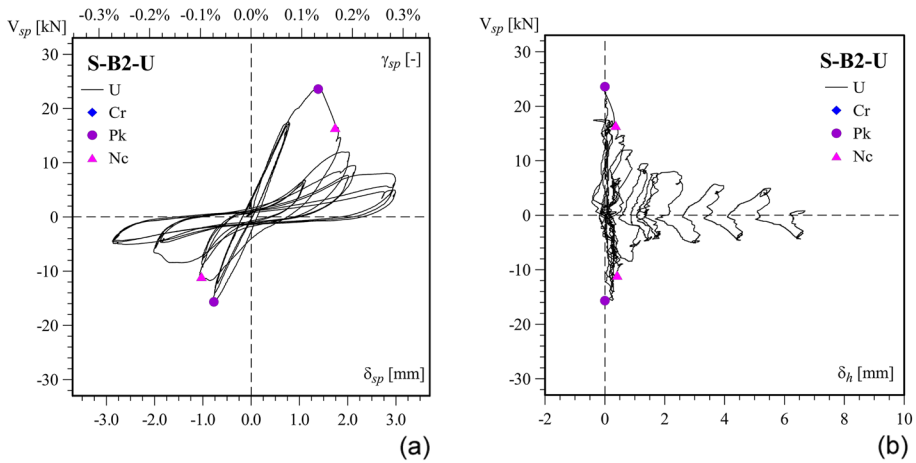 -0.3% -0.2% -0.1% 0.0% 0.1% 0.2% 0.3%
V_sp [kN]
30
20
10
0
-10
-20
-30
S-B2-U
U
Cr
Pk
Nc
γ_sp [-]
δ_sp [mm]
-3.0 -2.0 -1.0 0.0 1.0 2.0 3.0
(a)
V_sp [kN]
30
20
10
0
-10
-20
-30
S-B2-U
U
Cr
Pk
Nc
δ_h [mm]
-2 0 2 4 6 8 10
(b)